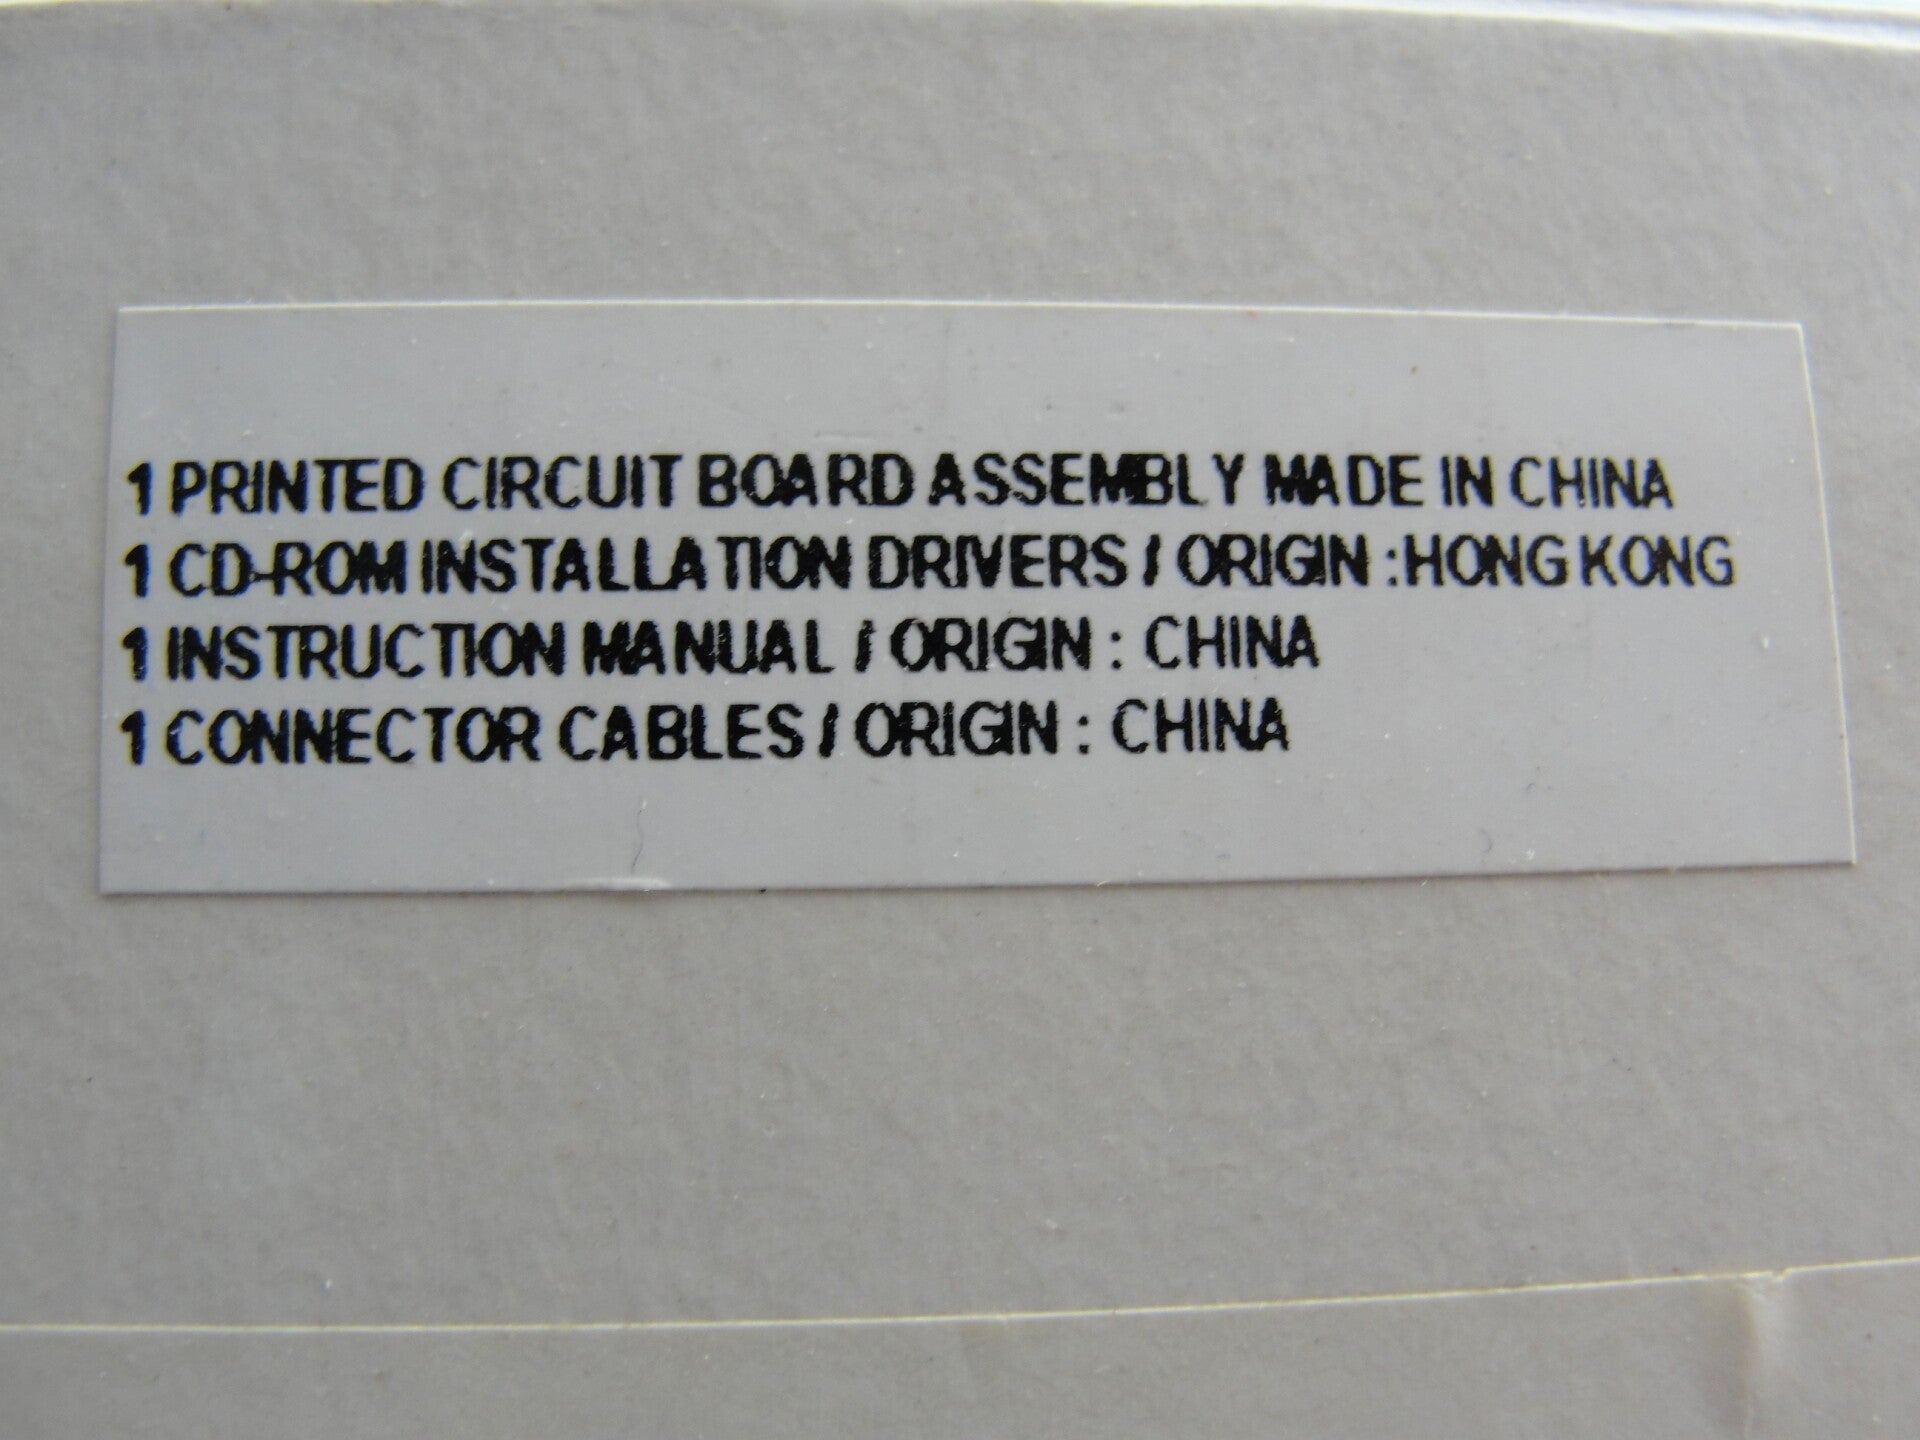 1 PRINTED CIRCUIT BOARD ASSEMBLY MADE IN CHINA
1 CD-ROM INSTALLATION DRIVERS / ORIGIN :HONG KONG
1 INSTRUCTION MANUAL / ORIGIN : CHINA
1 CONNECTOR CABLES / ORIGIN : CHINA